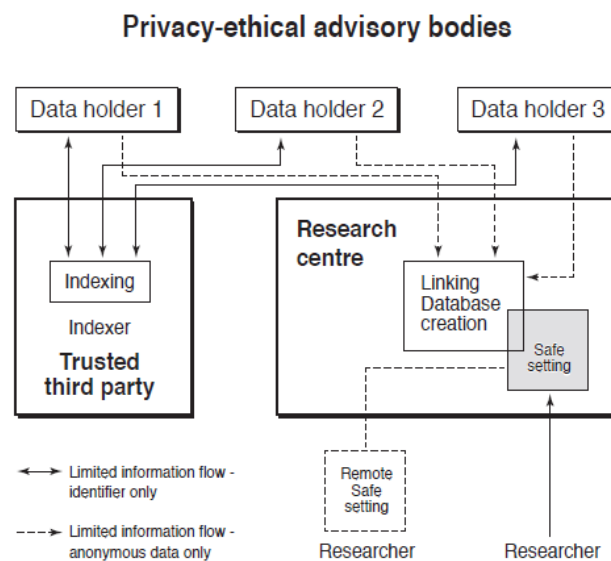 Privacy-ethical advisory bodies
Data holder 1
Data holder 2
Data holder 3
Research
centre
Indexing
Linking
Database
creation
Indexer
Safe
setting
Trusted
third party
Limited information flow -
identifier only
Remote
Safe
setting
Limited information flow -
anonymous data only
Researcher
Researcher